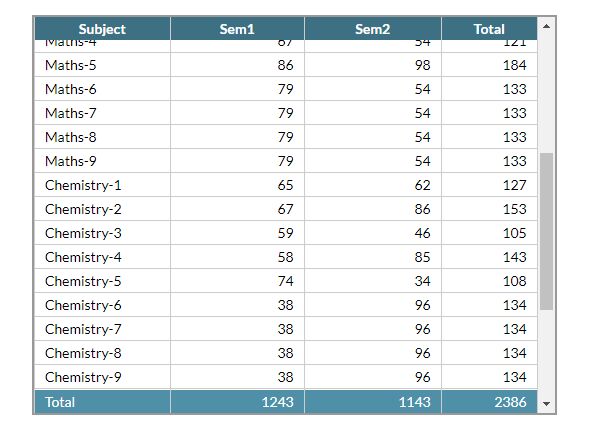 Subject Sem1 Sem2 Total
Maths-4 67 54 121
Maths-5 86 98 184
Maths-6 79 54 133
Maths-7 79 54 133
Maths-8 79 54 133
Maths-9 79 54 133
Chemistry-1 65 62 127
Chemistry-2 67 86 153
Chemistry-3 59 46 105
Chemistry-4 58 85 143
Chemistry-5 74 34 108
Chemistry-6 38 96 134
Chemistry-7 38 96 134
Chemistry-8 38 96 134
Chemistry-9 38 96 134
Total 1243 1143 2386